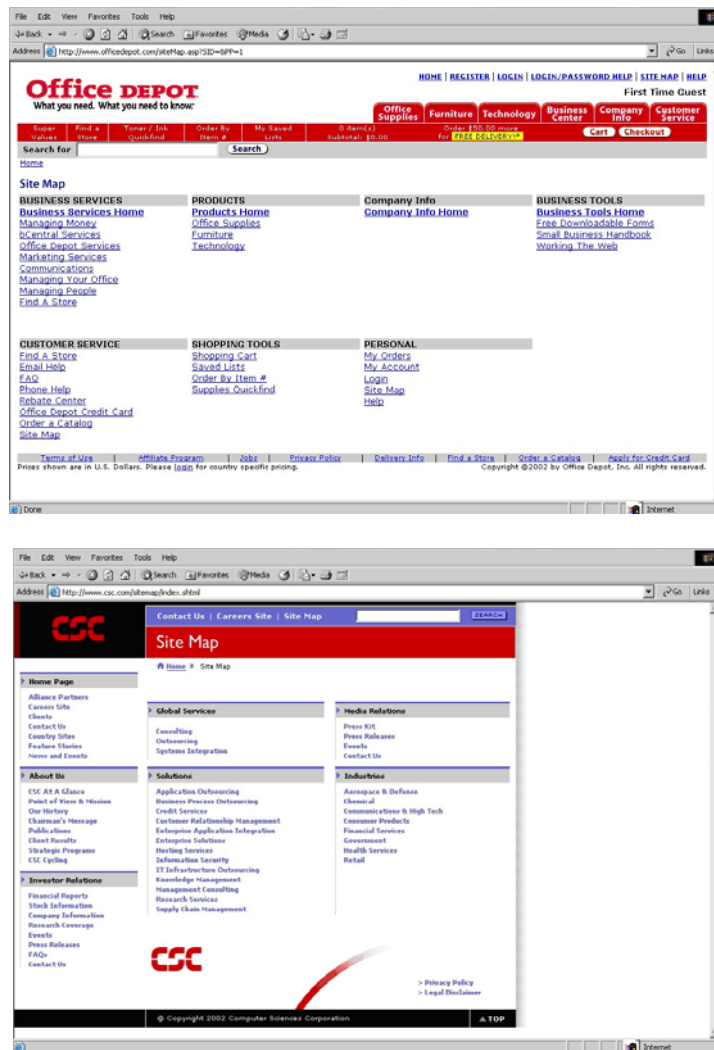 File Edit View Favorites Tools Help
Back Search Favorites Media
Address http://www.officedepot.com/siteMap.asp?SID=6PP=1 Go Links
HOME | REGISTER | LOGIN | LOGIN/PASSWORD HELP | SITE MAP | HELP
Office DEPOT
First Time Guest
What you need. What you need to know.
Office Supplies Furniture Technology Business Center Company Info Customer Service
Super Values Find a Store Toner / Ink Quickfind Order By Item # My Saved Lists 0 item(s) Subtotal: $0.00 Order $50.00 more for FREE DELIVERY!* Cart Checkout
Search for Search
Home
Site Map
BUSINESS SERVICES PRODUCTS Company Info BUSINESS TOOLS
Business Services Home Products Home Company Info Home Business Tools Home
Managing Money Office Supplies Free Downloadable Forms
bCentral Services Furniture Small Business Handbook
Office Depot Services Technology Working The Web
Marketing Services
Communications
Managing Your Office
Managing People
Find A Store
CUSTOMER SERVICE SHOPPING TOOLS PERSONAL
Find A Store Shopping Cart My Orders
Email Help Saved Lists My Account
FAQ Order By Item # Login
Phone Help Supplies Quickfind Site Map
Rebate Center Help
Office Depot Credit Card
Order a Catalog
Site Map
Terms of Use | Affiliate Program | Jobs | Privacy Policy | Delivery Info | Find a Store | Order a Catalog | Apply for Credit Card
Prices shown are in U.S. Dollars. Please login for country specific pricing. Copyright ©2002 by Office Depot, Inc. All rights reserved.
Done Internet
File Edit View Favorites Tools Help
Back Search Favorites Media
Address http://www.csc.com/sitemap/index.shtml Go Links
CSC
Contact Us | Careers Site | Site Map SEARCH
Site Map
Home Site Map
Home Page
Alliance Partners
Careers Site
Clients
Contact Us
Country Sites
Feature Stories
News and Events
Global Services
Consulting
Outsourcing
Systems Integration
Media Relations
Press Kit
Press Releases
Events
Contact Us
About Us
CSC At A Glance
Point of View & Mission
Our History
Chairman's Message
Publications
Client Results
Strategic Programs
CSC Cycling
Solutions
Application Outsourcing
Business Process Outsourcing
Credit Services
Customer Relationship Management
Enterprise Application Integration
Enterprise Solutions
Hosting Services
Information Security
IT Infrastructure Outsourcing
Knowledge Management
Management Consulting
Research Services
Supply Chain Management
Industries
Aerospace & Defense
Chemical
Communications & High Tech
Consumer Products
Financial Services
Government
Health Services
Retail
Investor Relations
Financial Reports
Stock Information
Company Information
Research Coverage
Events
Press Releases
FAQs
Contact Us
CSC
> Privacy Policy
> Legal Disclaimer
© Copyright 2002 Computer Sciences Corporation TOP
Internet